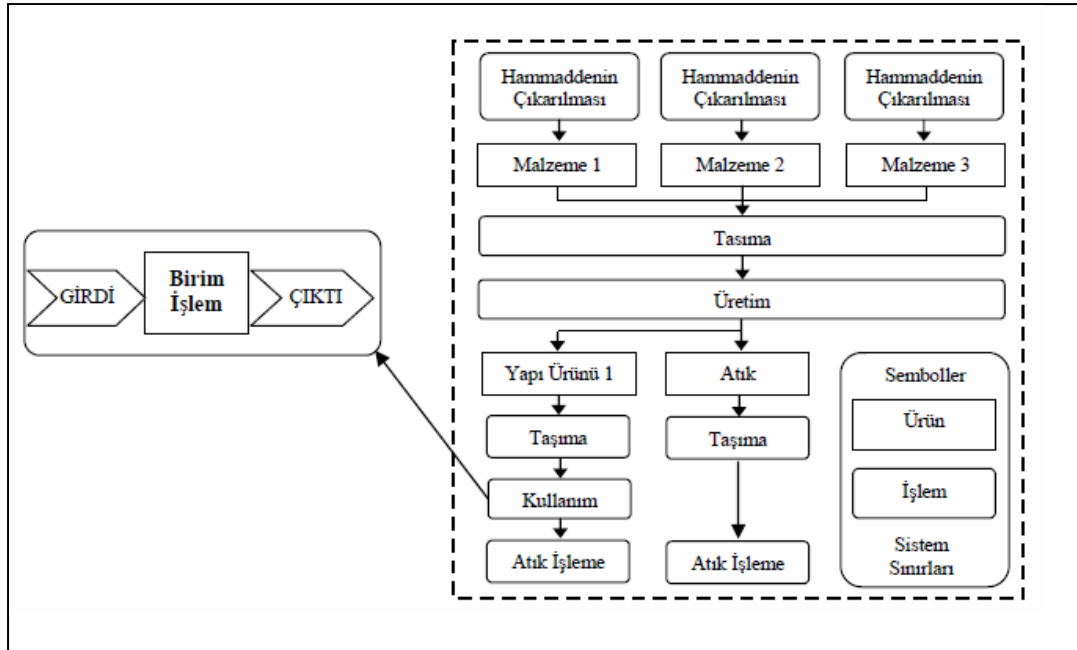 Hammaddenin
Çıkarılması
Hammaddenin
Çıkarılması
Hammaddenin
Çıkarılması
Malzeme 1
Malzeme 2
Malzeme 3
Tasıma
GİRDİ
Birim
İşlem
ÇIKTI
Üretim
Yapı Ürünü 1
Atık
Semboller
Ürün
Taşıma
Taşıma
Kullanım
İşlem
Atık İşleme
Atık İşleme
Sistem
Sınırları